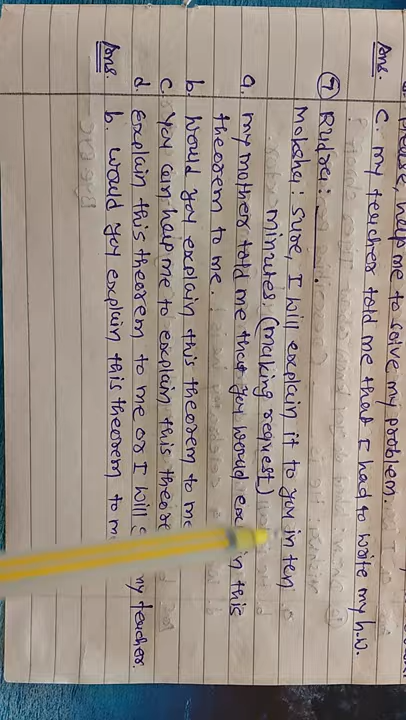 please, help me to solve my problem.
Ans. c. my teacher told me that I had to write my h.w.
⑦ Rudra: ________.
Moksha: sure, I will explain it to you in ten
minutes. (making request)
a. my mother told me that you would in this
theorem to me.
b. would you explain this theorem to me
c. you can help me to explain this
d. Explain this theorem to me or I will my teacher.
Ans. b. would you explain this theorem to